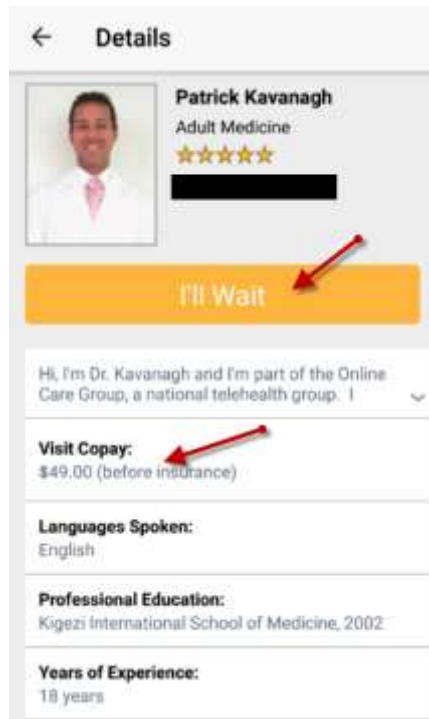 Details
Patrick Kavanagh
Adult Medicine
I'll Wait
Hi, I'm Dr. Kavanagh and I'm part of the Online
Care Group, a national telehealth group. I
Visit Copay:
$49.00 (before insurance)
Languages Spoken:
English
Professional Education:
Kigezi International School of Medicine, 2002
Years of Experience:
18 years